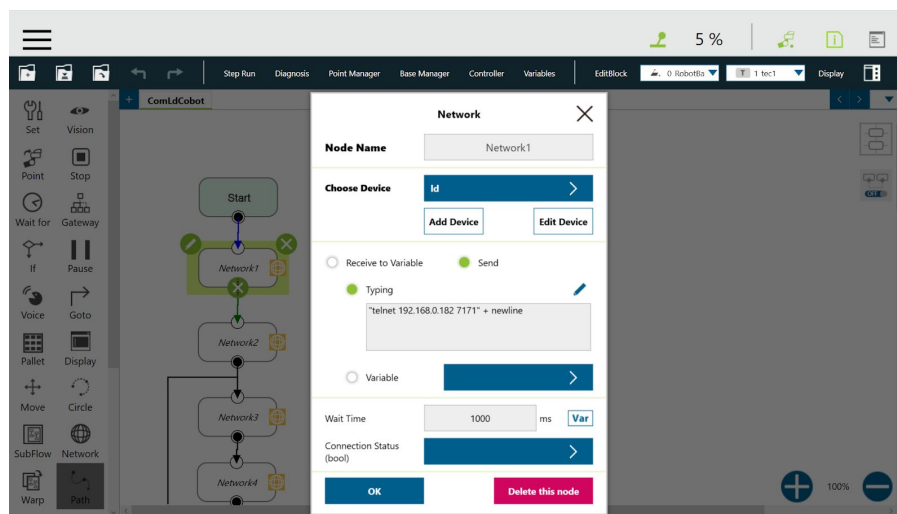 5 %
Step Run Diagnosis Point Manager Base Manager Controller Variables EditBlock 0 RobotBa T 1 tec1 Display
+ ComLdCobot
Set Vision
Point Stop
Wait for Gateway
If Pause
Voice Goto
Pallet Display
Move Circle
SubFlow Network
Warp Path
Start
Network1
Network2
Network3
Network4
Network
Node Name Network1
Choose Device ld
Add Device Edit Device
Receive to Variable Send
Typing
"telnet 192.168.0.182 7171" + newline
Variable
Wait Time 1000 ms Var
Connection Status
(bool)
OK Delete this node
OFF
100%